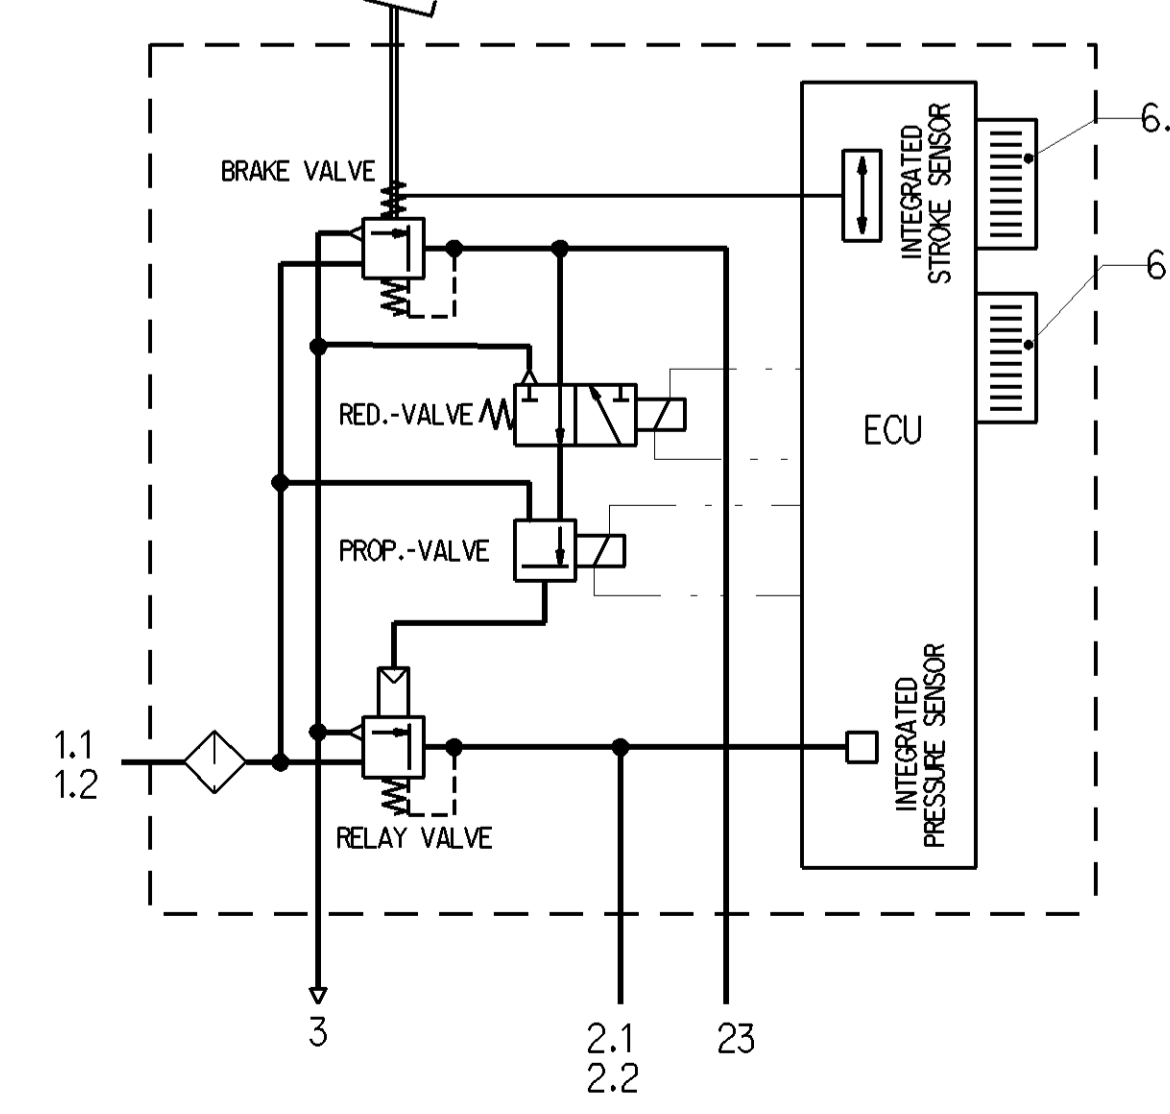 6.
BRAKE VALVE
INTEGRATED
STROKE SENSOR
6
RED.-VALVE
ECU
PROP.-VALVE
INTEGRATED
PRESSURE SENSOR
1.1
1.2
RELAY VALVE
3
2.1
2.2
23